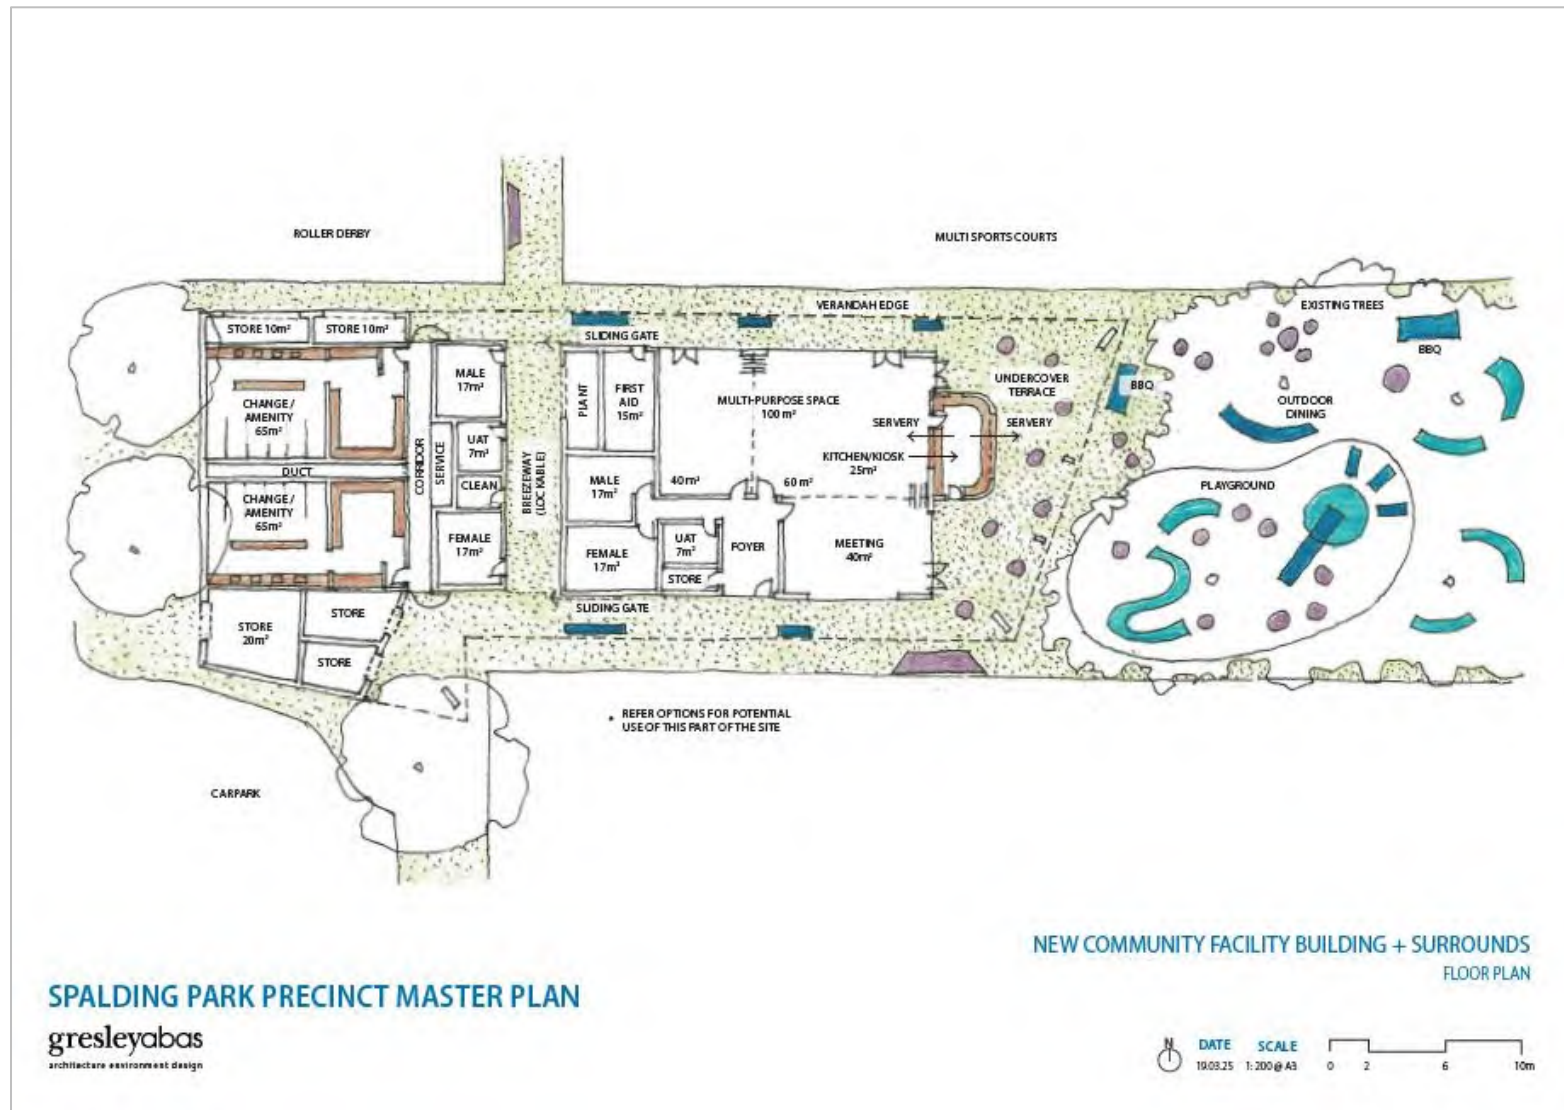 ROLLER DERBY
MULTI SPORTS COURTS
VERANDAH EDGE
EXISTING TREES
STORE 10m²
STORE 10m²
SLIDING GATE
BBQ
MALE
17m²
PLANT
FIRST
AID
15m²
MULTI-PURPOSE SPACE
100 m²
UNDERCOVER
TERRACE
BBQ
OUTDOOR
DINING
CHANGE /
AMENITY
65m²
CORRIDOR
SERVICE
UAT
7m²
BREEZEWAY
(LOCKABLE)
SERVERY
SERVERY
KITCHEN/KIOSK
25m²
DUCT
CLEAN
MALE
17m²
40 m²
60 m²
PLAYGROUND
CHANGE /
AMENITY
65m²
FEMALE
17m²
FEMALE
17m²
UAT
7m²
STORE
FOYER
MEETING
40m²
STORE
20m²
STORE
STORE
SLIDING GATE
• REFER OPTIONS FOR POTENTIAL
USE OF THIS PART OF THE SITE
CARPARK
NEW COMMUNITY FACILITY BUILDING + SURROUNDS
FLOOR PLAN
SPALDING PARK PRECINCT MASTER PLAN
gresleyabas
architecture environment design
N
DATE
SCALE
19.03.25
1: 200 @ A3
0 2 6 10m